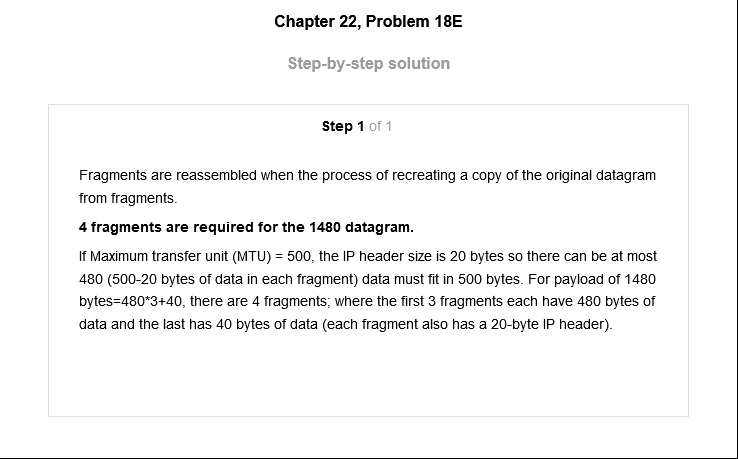 Chapter 22, Problem 18E
Step-by-step solution
Step 1 of 1
Fragments are reassembled when the process of recreating a copy of the original datagram
from fragments.
4 fragments are required for the 1480 datagram.
If Maximum transfer unit (MTU) = 500, the IP header size is 20 bytes so there can be at most
480 (500-20 bytes of data in each fragment) data must fit in 500 bytes. For payload of 1480
bytes=480*3+40, there are 4 fragments; where the first 3 fragments each have 480 bytes of
data and the last has 40 bytes of data (each fragment also has a 20-byte IP header).